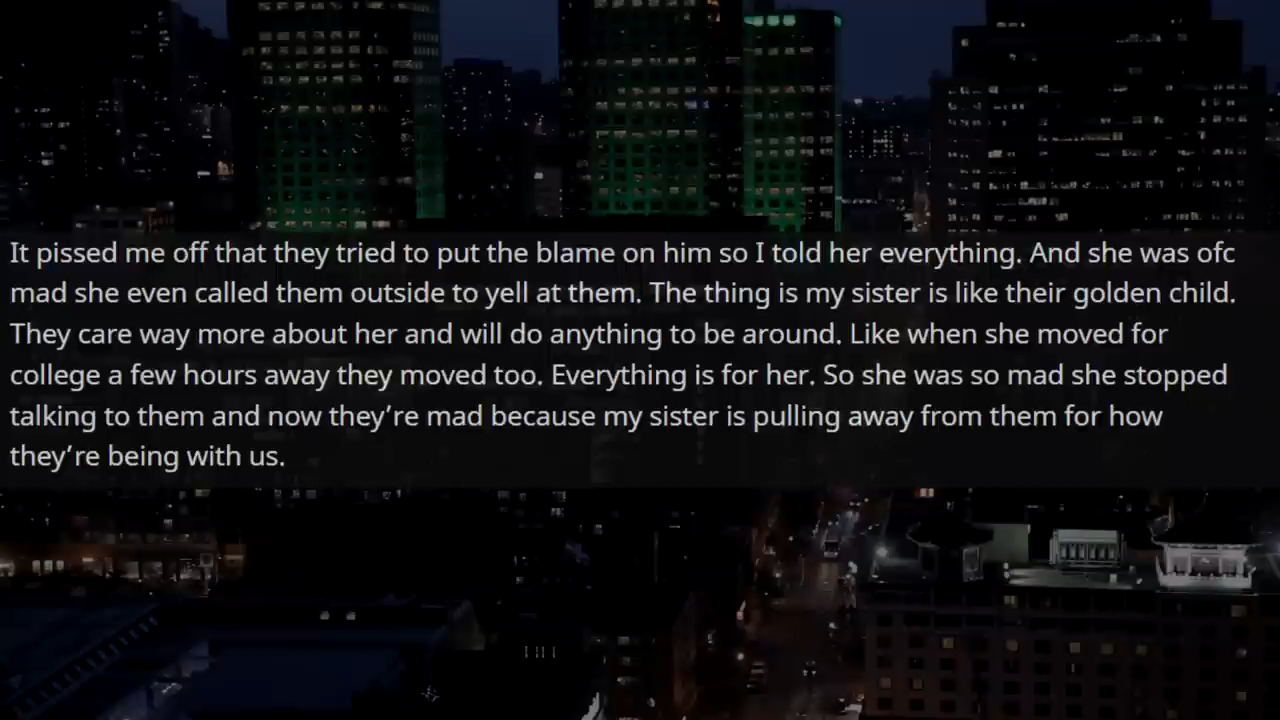 It pissed me off that they tried to put the blame on him so I told her everything. And she was ofc
mad she even called them outside to yell at them. The thing is my sister is like their golden child.
They care way more about her and will do anything to be around. Like when she moved for
college a few hours away they moved too. Everything is for her. So she was so mad she stopped
talking to them and now they’re mad because my sister is pulling away from them for how
they’re being with us.